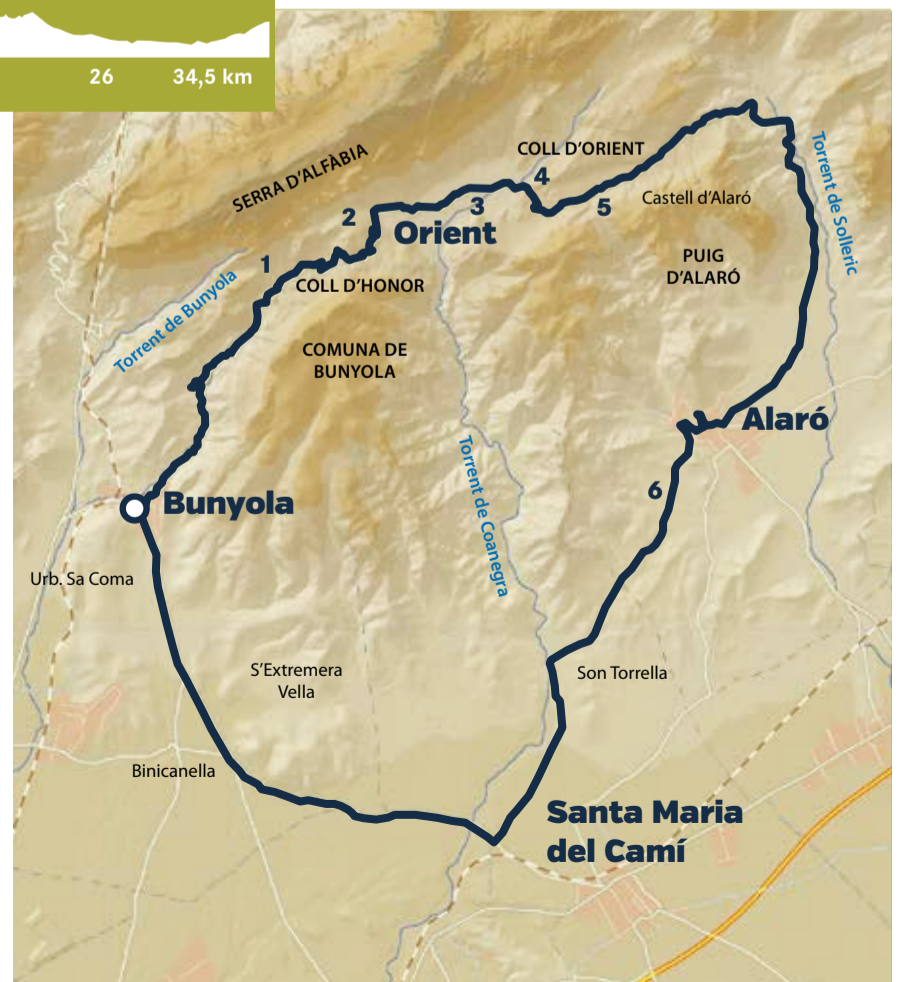 26 34,5 km
SERRA D'ALFÀBIA
COLL D'ORIENT
Torrent de Solleric
4
Castell d'Alaró
2
3
5
Orient
PUIG
D'ALARÓ
1
COLL D'HONOR
Torrent de Bunyola
COMUNA DE
BUNYOLA
Alaró
Torrent de Coanegra
6
Bunyola
Urb. Sa Coma
S'Extremera
Vella
Son Torrella
Binicanella
Santa Maria
del Camí